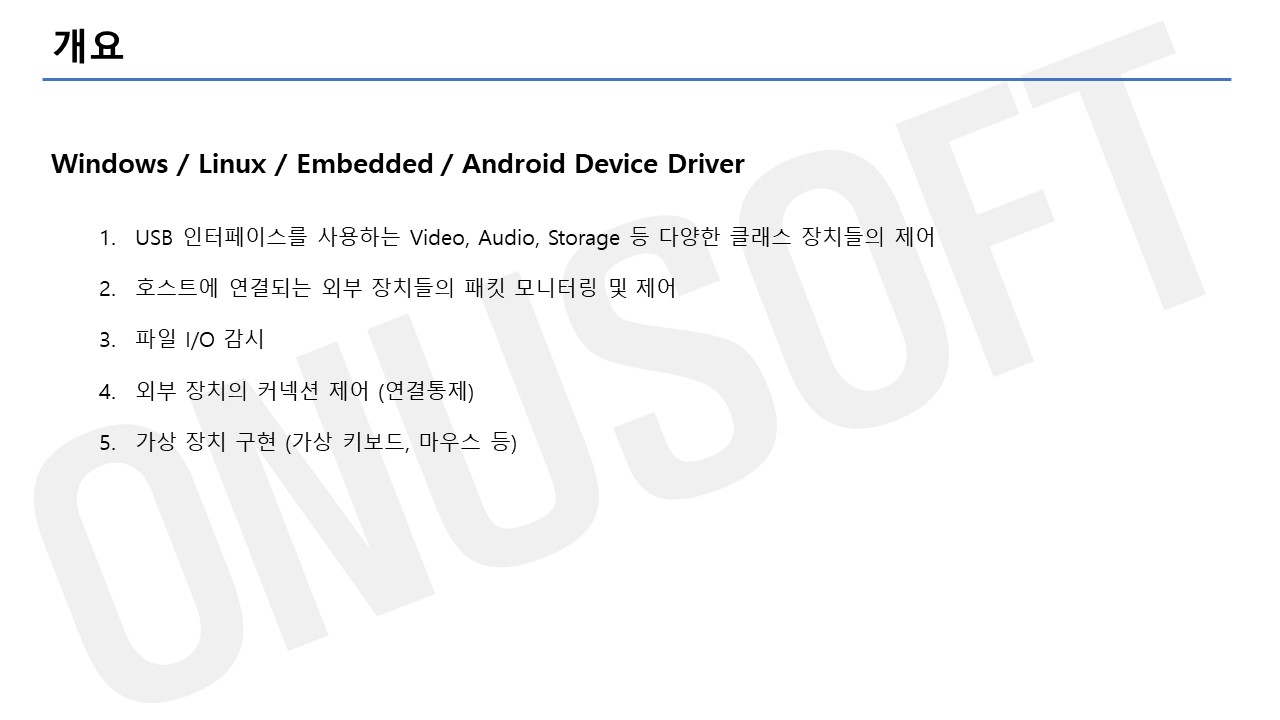 개요
Windows / Linux / Embedded / Android Device Driver
1. USB 인터페이스를 사용하는 Video, Audio, Storage 등 다양한 클래스 장치들의 제어
2. 호스트에 연결되는 외부 장치들의 패킷 모니터링 및 제어
3. 파일 I/O 감시
4. 외부 장치의 커넥션 제어 (연결통제)
5. 가상 장치 구현 (가상 키보드, 마우스 등)
ONUSOFT